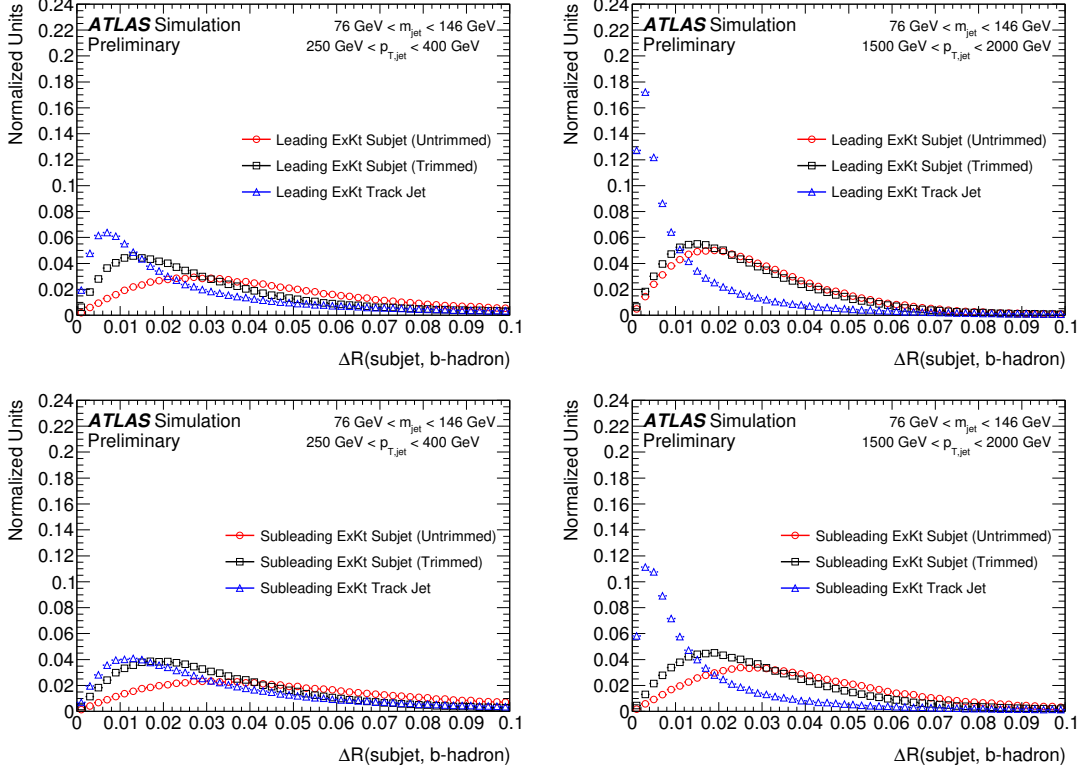 ATLAS Simulation
Preliminary
76 GeV < m_jet < 146 GeV
250 GeV < p_T,jet < 400 GeV
Normalized Units
0.24
0.22
0.2
0.18
0.16
0.14
0.12
0.1
0.08
0.06
0.04
0.02
0
Leading ExKt Subjet (Untrimmed)
Leading ExKt Subjet (Trimmed)
Leading ExKt Track Jet
0 0.01 0.02 0.03 0.04 0.05 0.06 0.07 0.08 0.09 0.1
ΔR(subjet, b-hadron)
ATLAS Simulation
Preliminary
76 GeV < m_jet < 146 GeV
1500 GeV < p_T,jet < 2000 GeV
Normalized Units
0.24
0.22
0.2
0.18
0.16
0.14
0.12
0.1
0.08
0.06
0.04
0.02
0
Leading ExKt Subjet (Untrimmed)
Leading ExKt Subjet (Trimmed)
Leading ExKt Track Jet
0 0.01 0.02 0.03 0.04 0.05 0.06 0.07 0.08 0.09 0.1
ΔR(subjet, b-hadron)
ATLAS Simulation
Preliminary
76 GeV < m_jet < 146 GeV
250 GeV < p_T,jet < 400 GeV
Normalized Units
0.24
0.22
0.2
0.18
0.16
0.14
0.12
0.1
0.08
0.06
0.04
0.02
0
Subleading ExKt Subjet (Untrimmed)
Subleading ExKt Subjet (Trimmed)
Subleading ExKt Track Jet
0 0.01 0.02 0.03 0.04 0.05 0.06 0.07 0.08 0.09 0.1
ΔR(subjet, b-hadron)
ATLAS Simulation
Preliminary
76 GeV < m_jet < 146 GeV
1500 GeV < p_T,jet < 2000 GeV
Normalized Units
0.24
0.22
0.2
0.18
0.16
0.14
0.12
0.1
0.08
0.06
0.04
0.02
0
Subleading ExKt Subjet (Untrimmed)
Subleading ExKt Subjet (Trimmed)
Subleading ExKt Track Jet
0 0.01 0.02 0.03 0.04 0.05 0.06 0.07 0.08 0.09 0.1
ΔR(subjet, b-hadron)